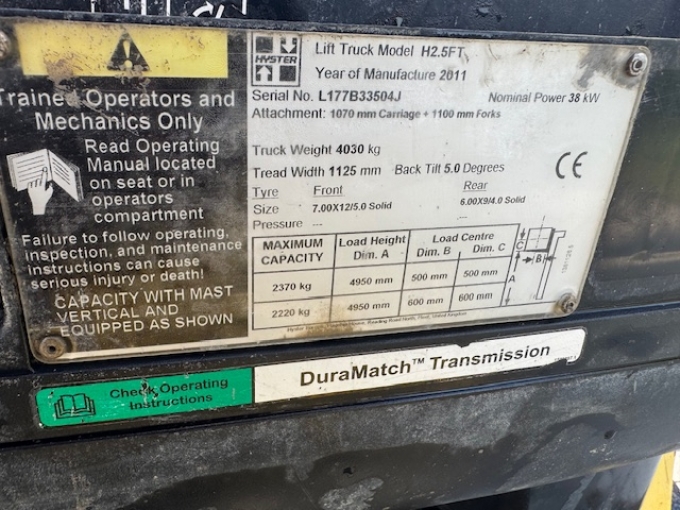 Trained Operators and
Mechanics Only
Read Operating
Manual located
on seat or in
operators
compartment
Failure to follow operating,
inspection, and maintenance
instructions can cause
serious injury or death!
CAPACITY WITH MAST
VERTICAL AND
EQUIPPED AS SHOWN
HYSTER
Lift Truck Model H2.5FT
Year of Manufacture 2011
Serial No. L177B33504J Nominal Power 38 kW
Attachment: 1070 mm Carriage + 1100 mm Forks
Truck Weight 4030 kg
Tread Width 1125 mm Back Tilt 5.0 Degrees
CE
Tyre Front Rear
Size 7.00X12/5.0 Solid 6.00X9/4.0 Solid
Pressure --- ---
MAXIMUM CAPACITY Load Height Dim. A Load Centre Dim. B Dim. C
2370 kg 4950 mm 500 mm 500 mm
2220 kg 4950 mm 600 mm 600 mm
C
B
A
Check Operating
Instructions
DuraMatch™ Transmission